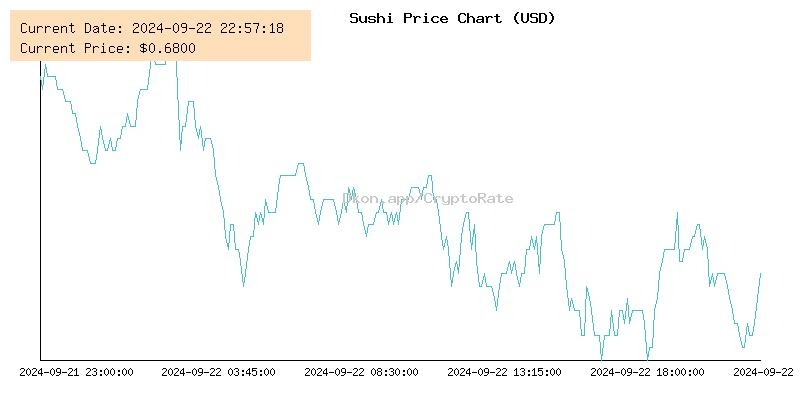 Sushi Price Chart (USD)
Current Date: 2024-09-22 22:57:18
Current Price: $0.6800
Dkon.app/CryptoRate
2024-09-21 23:00:00 2024-09-22 03:45:00 2024-09-22 08:30:00 2024-09-22 13:15:00 2024-09-22 18:00:00 2024-09-22